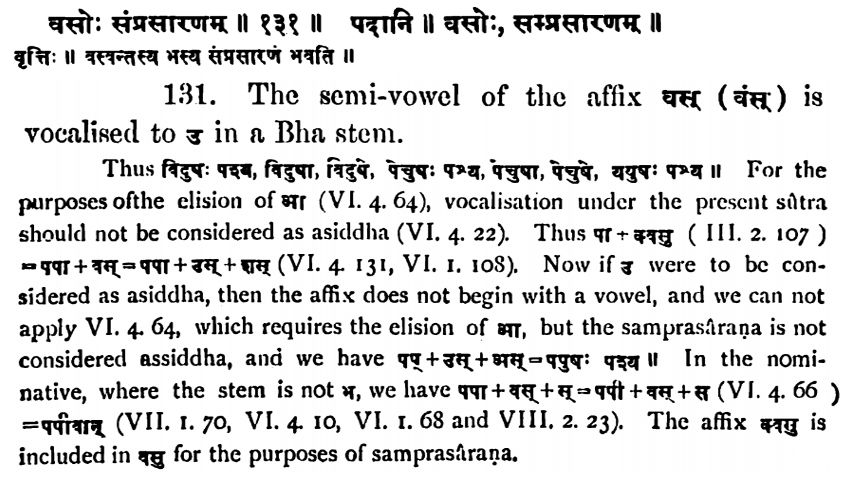 वसोः संप्रसारणम् ॥ १३१ ॥ पदानि ॥ वसोः, सम्प्रसारणम् ॥
वृत्तिः ॥ वस्वन्तस्य भस्य संप्रसारणं भवति ॥
131. The semi-vowel of the affix वस् (वंस्) is
vocalised to उ in a Bha stem.
Thus विदुषः पश्य, विदुषा, विदुषे, पेचुषः पश्य, पेचुषा, पेचुषे, ययुषः पश्य ॥ For the
purposes ofthe elision of आ (VI. 4. 64), vocalisation under the present sûtra
should not be considered as asiddha (VI. 4. 22). Thus पा + क्वसु ( III. 2. 107 )
=पपा + वस् = पपा + उस् + शस् (VI. 4. 131, VI. 1. 108). Now if उ were to be con-
sidered as asiddha, then the affix does not begin with a vowel, and we can not
apply VI. 4. 64, which requires the elision of आ, but the samprasâraṇa is not
considered assiddha, and we have पप् + उस् + अस् = पपुषः पश्य ॥ In the nomi-
native, where the stem is not भ, we have पपा + वस् + स् = पपी + वस् + स (VI. 4. 66 )
=पपीवान् (VII. 1. 70, VI. 4. 10, VI. 1. 68 and VIII. 2. 23). The affix क्वसु is
included in वसु for the purposes of samprasâraṇa.